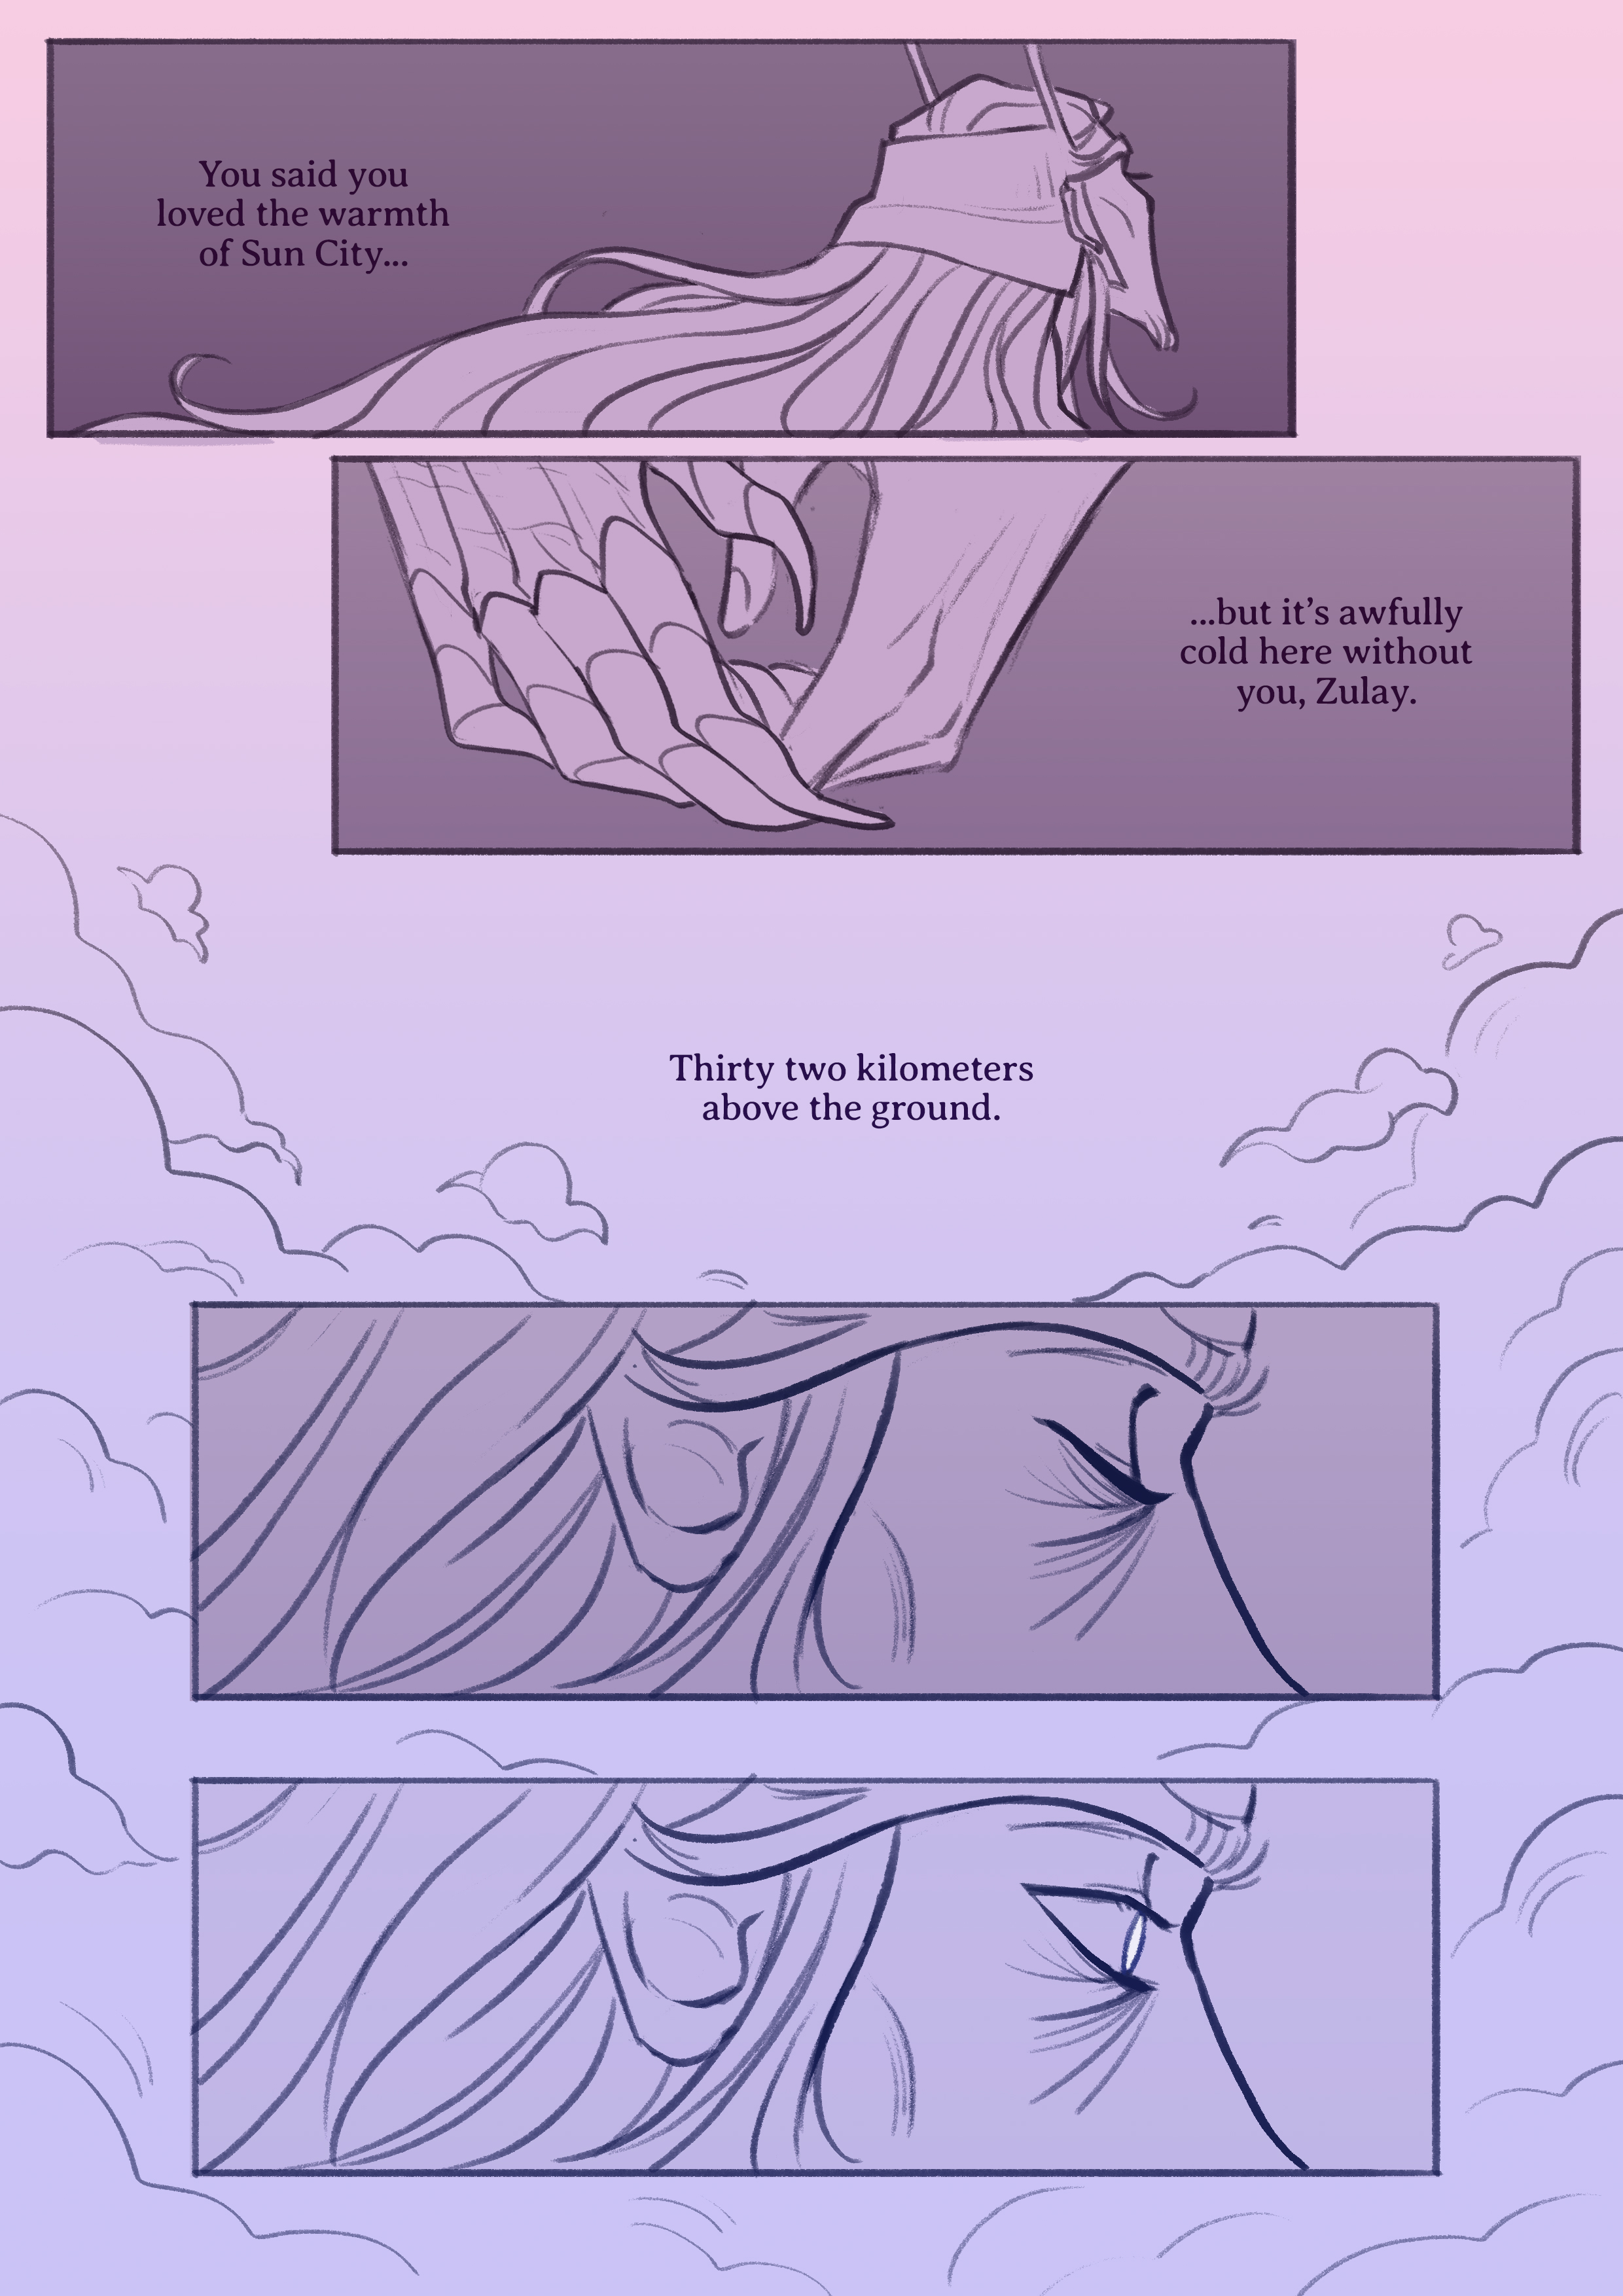 You said you
loved the warmth
of Sun City...
...but it’s awfully
cold here without
you, Zulay.
Thirty two kilometers
above the ground.